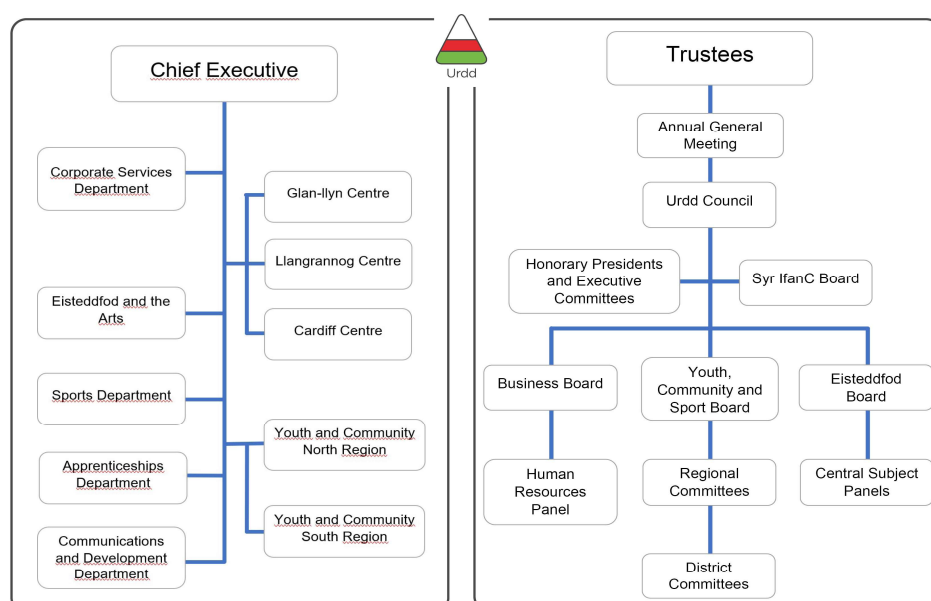 Urdd
Chief Executive
Corporate Services
Department
Glan-llyn Centre
Llangrannog Centre
Eisteddfod and the
Arts
Cardiff Centre
Sports Department
Youth and Community
North Region
Apprenticeships
Department
Youth and Community
South Region
Communications
and Development
Department
Trustees
Annual General
Meeting
Urdd Council
Honorary Presidents
and Executive
Committees
Syr IfanC Board
Business Board
Youth,
Community and
Sport Board
Eisteddfod
Board
Human
Resources
Panel
Regional
Committees
Central Subject
Panels
District
Committees